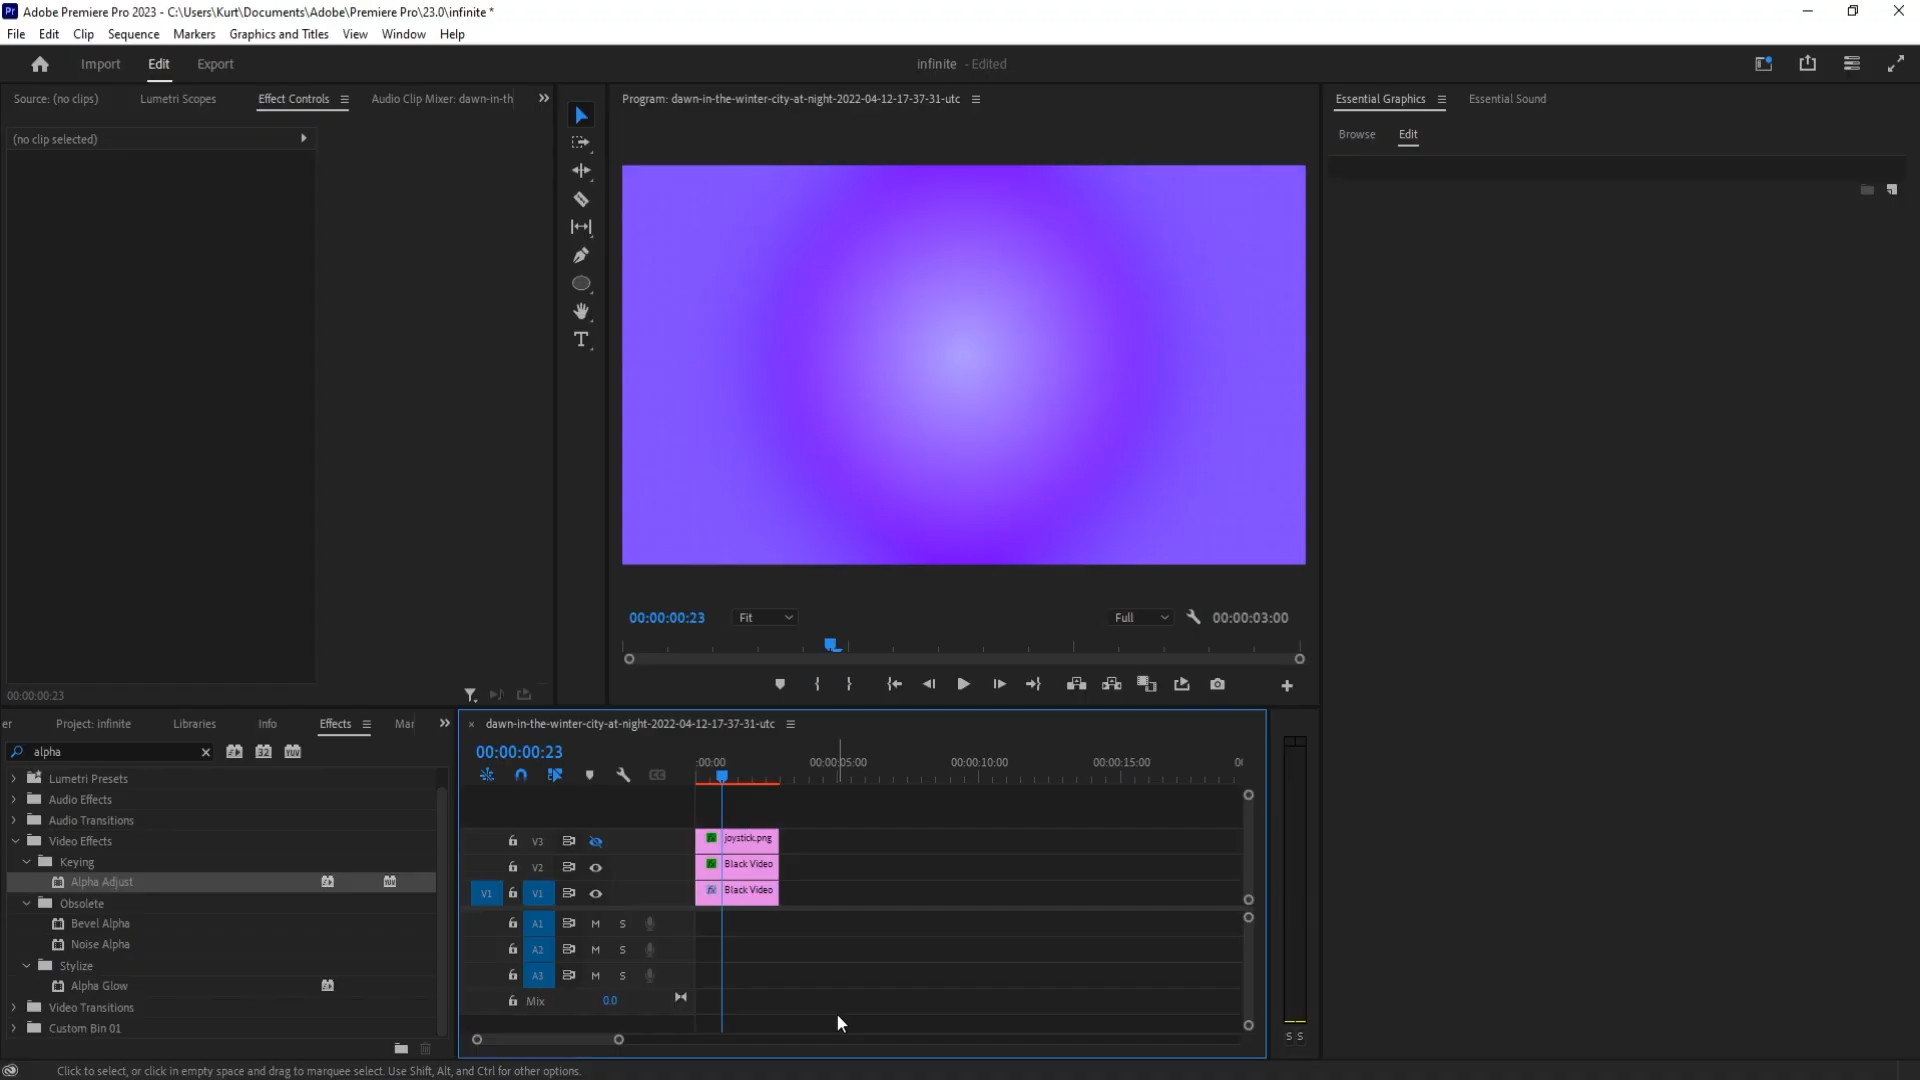 Adobe Premiere Pro 2023 - C:\Users\Kurt\Documents\Adobe\Premiere Pro\23.0\infinite *
File Edit Clip Sequence Markers Graphics and Titles View Window Help
Import Edit Export
infinite - Edited
Source: (no clips) Lumetri Scopes Effect Controls Audio Clip Mixer: dawn-in-th
Program: dawn-in-the-winter-city-at-night-2022-04-12-17-37-31-utc
Essential Graphics Essential Sound
Browse Edit
(no clip selected)
00:00:00:23 Fit Full 00:00:03:00
00:00:00:23
er Project: infinite Libraries Info Effects Mar
alpha
Lumetri Presets
Audio Effects
Audio Transitions
Video Effects
Keying
Alpha Adjust
Obsolete
Bevel Alpha
Noise Alpha
Stylize
Alpha Glow
Video Transitions
Custom Bin 01
dawn-in-the-winter-city-at-night-2022-04-12-17-37-31-utc
00:00:00:23
:00:00 00:00:05:00 00:00:10:00 00:00:15:00 00
V3 joystick.png
V2 Black Video
V1 V1 Black Video
A1 M S
A2 M S
A3 M S
Mix 0.0
S S
Click to select, or click in empty space and drag to marquee select. Use Shift, Alt, and Ctrl for other options.